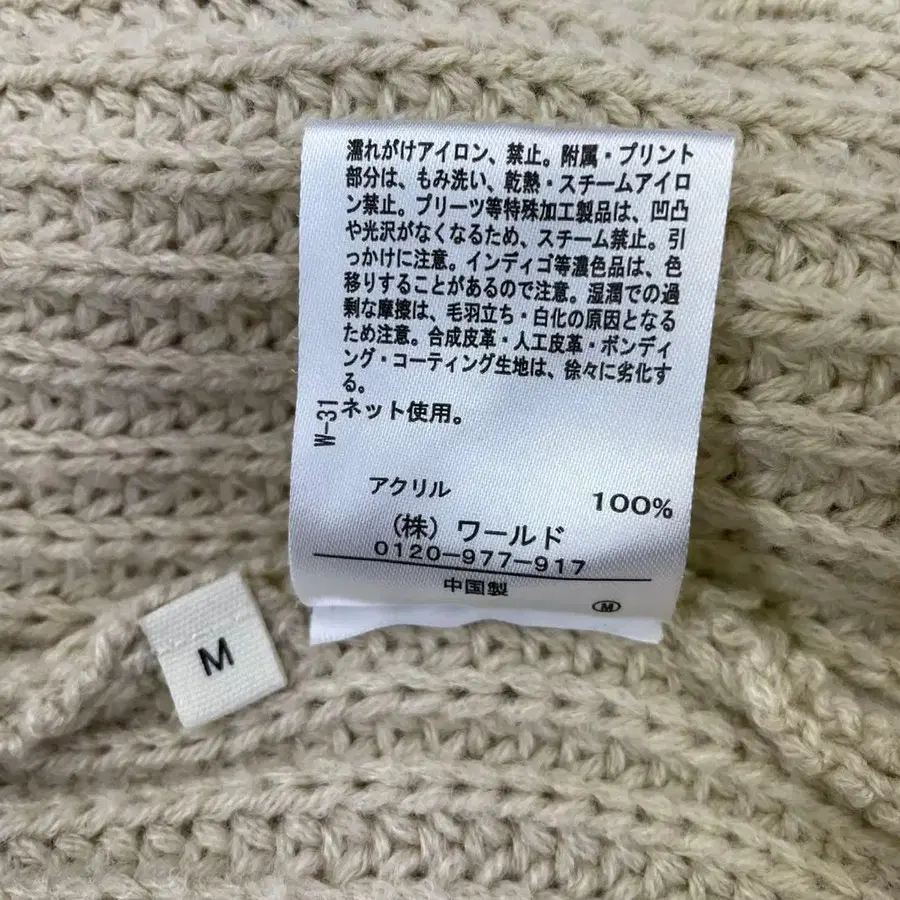 濡れがけアイロン、禁止。附属・プリント
部分は、もみ洗い、乾熱・スチームアイロ
ン禁止。プリーツ等特殊加工製品は、凹凸
や光沢がなくなるため、スチーム禁止。引
っかけに注意。インディゴ等濃色品は、色
移りすることがあるので注意。湿潤での過
剰な摩擦は、毛羽立ち・白化の原因となる
ため注意。合成皮革・人工皮革・ボンディ
ング・コーティング生地は、徐々に劣化す
る。
ネット使用。
W-31
アクリル 100%
(株) ワールド
0120-977-917
中国製
M
M